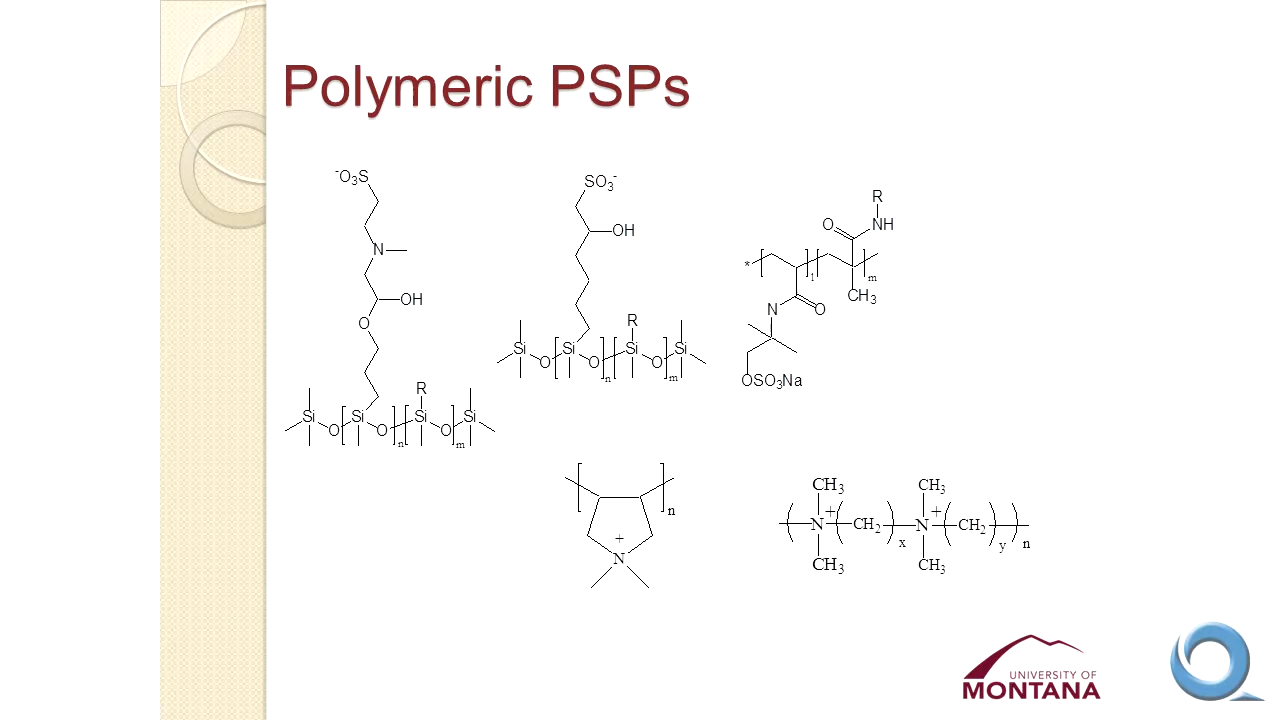 Polymeric PSPs
-O3S
N
OH
O
R
Si O Si O Si O Si
n m
SO3-
OH
R
Si O Si O Si O Si
n m
R
O NH
*
l m
CH3
N O
OSO3Na
n
+
N
CH3 CH3
N + CH2 N + CH2
x y n
CH3 CH3
UNIVERSITY OF
MONTANA